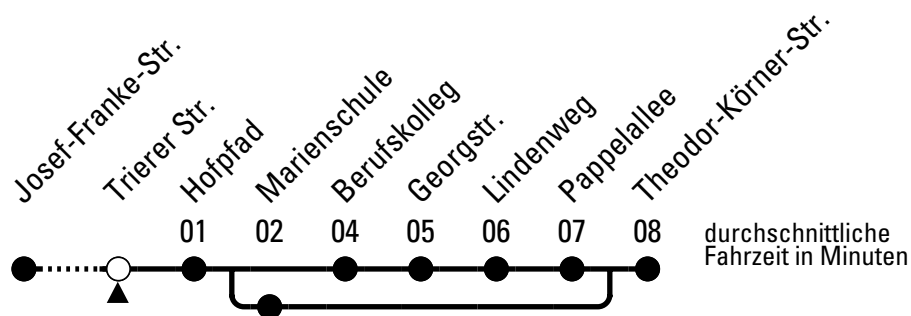 Josef-Franke-Str.
Trierer Str.
Hofpfad
Marienschule
Berufskolleg
Georgstr.
Lindenweg
Pappelallee
Theodor-Körner-Str.
01 02 04 05 06 07 08
durchschnittliche
Fahrzeit in Minuten